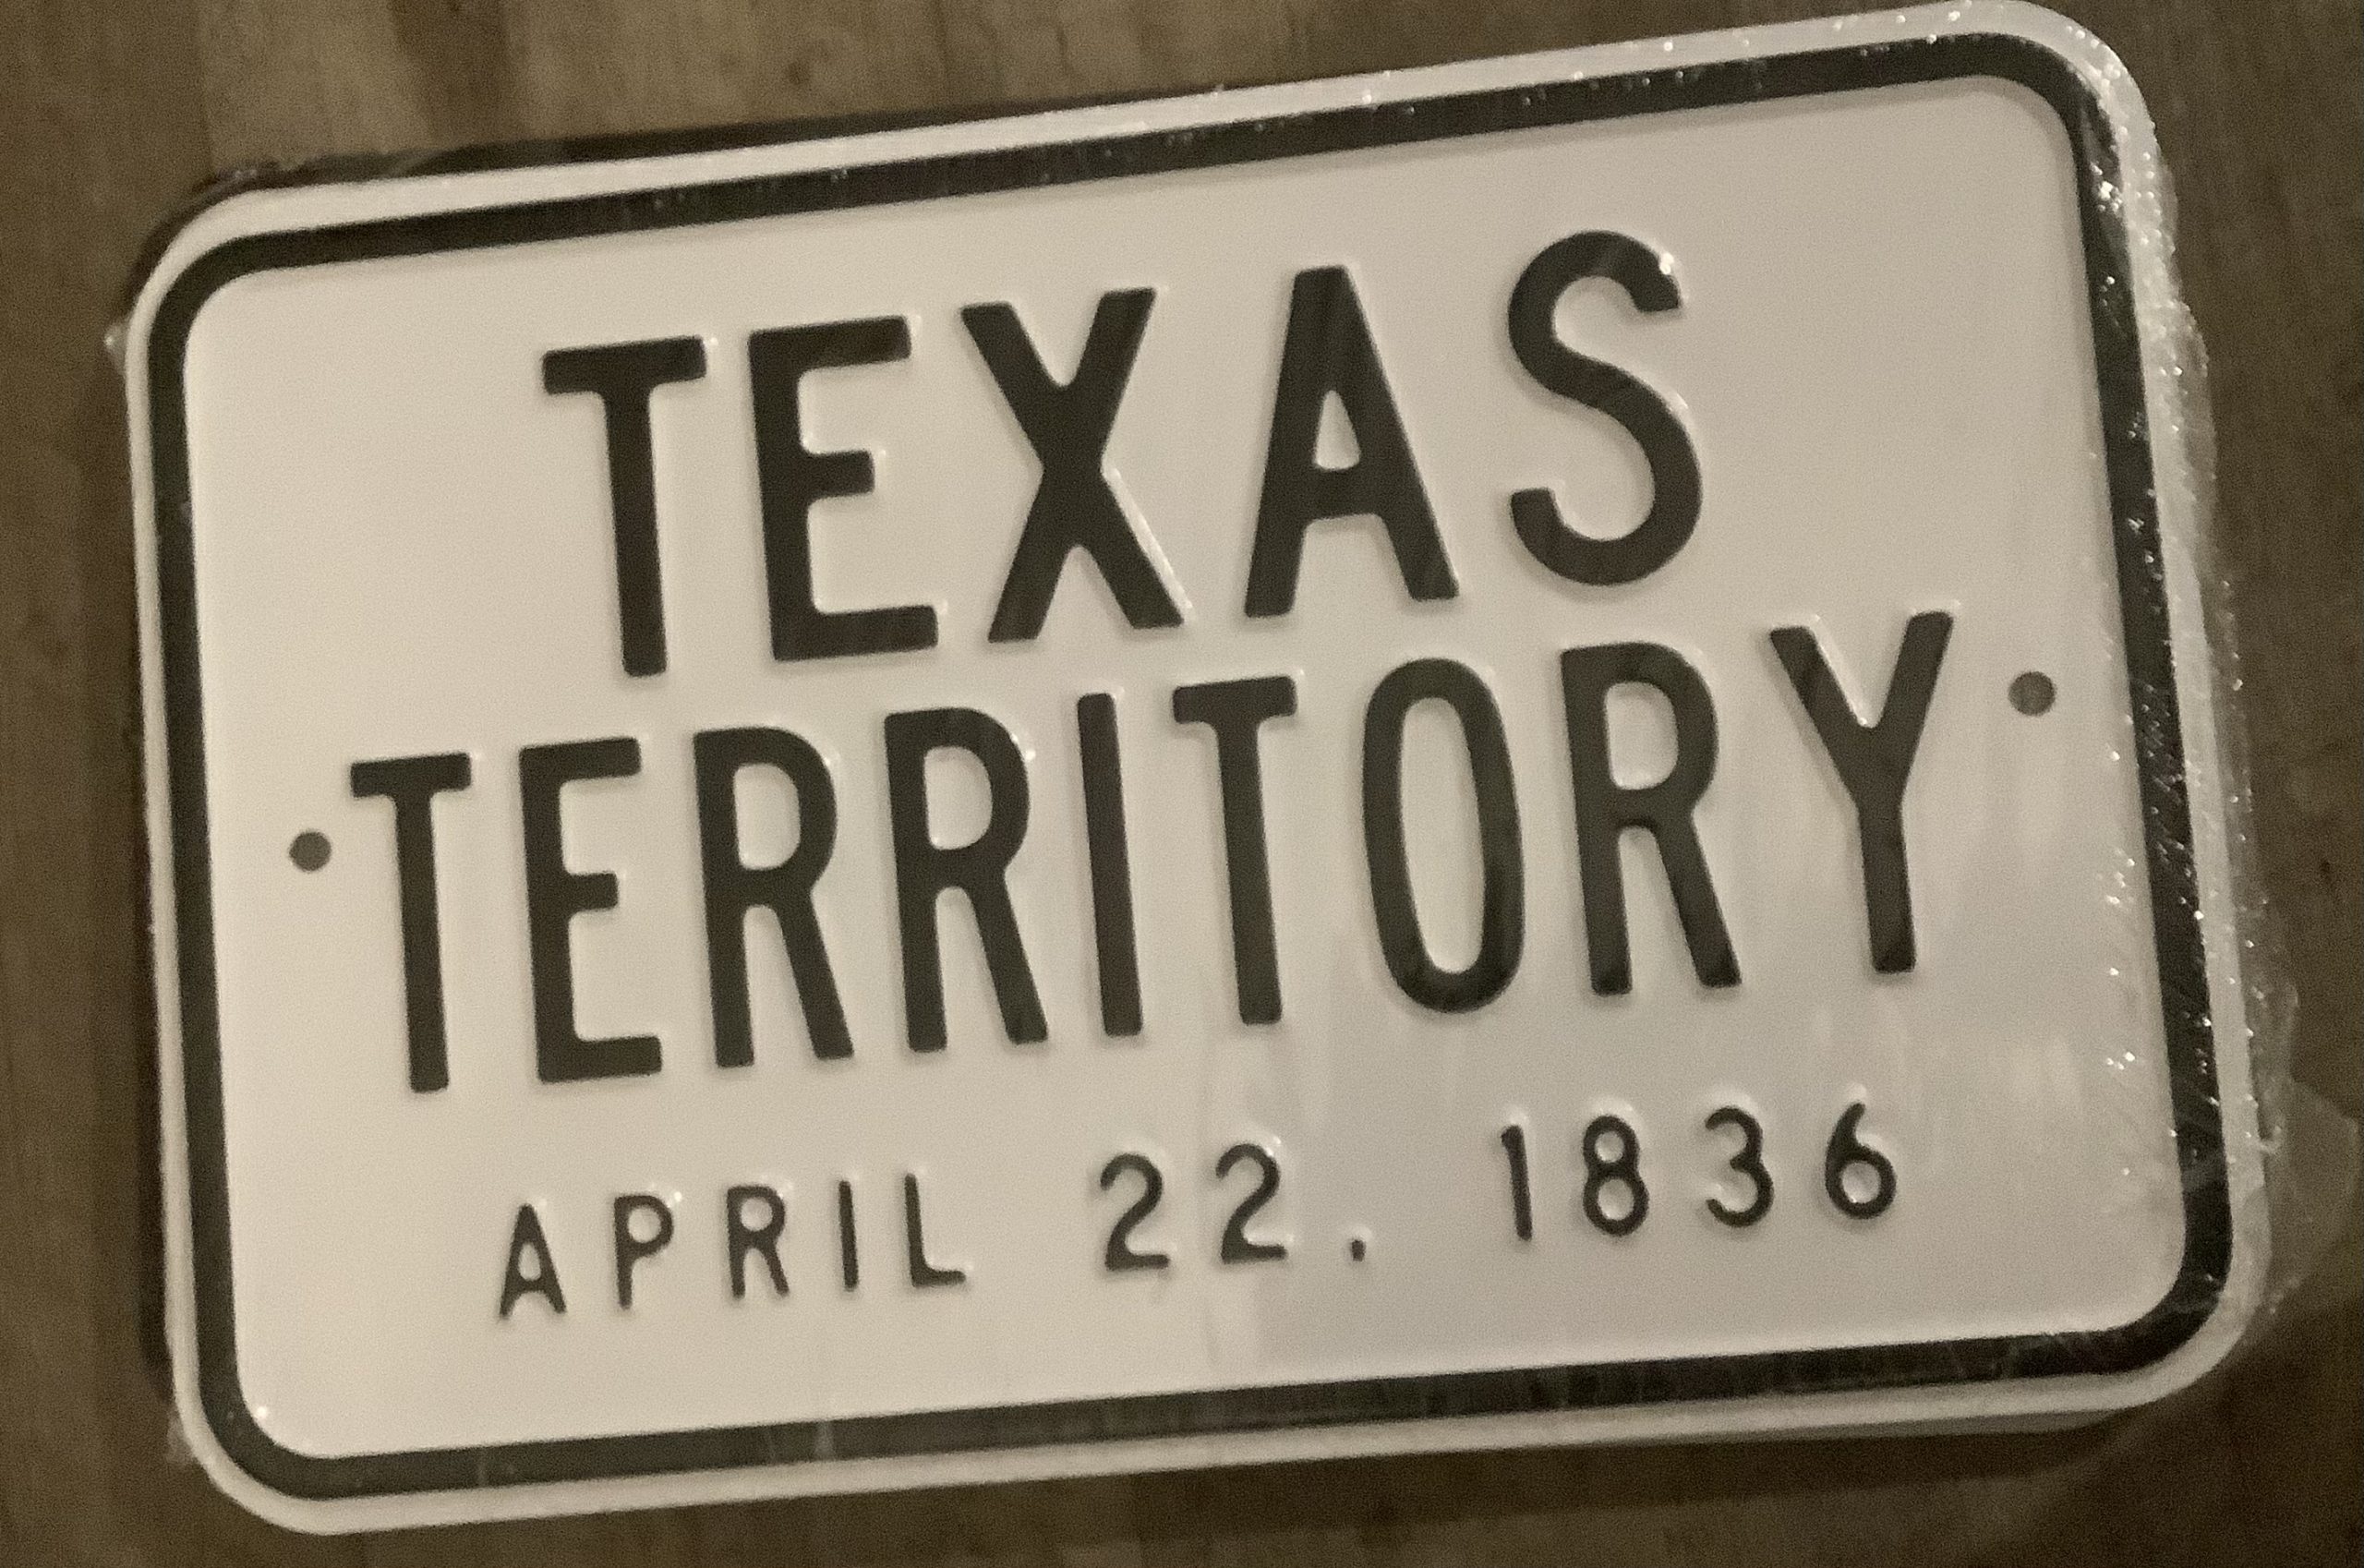 TEXAS
TERRITORY
APRIL 22. 1836